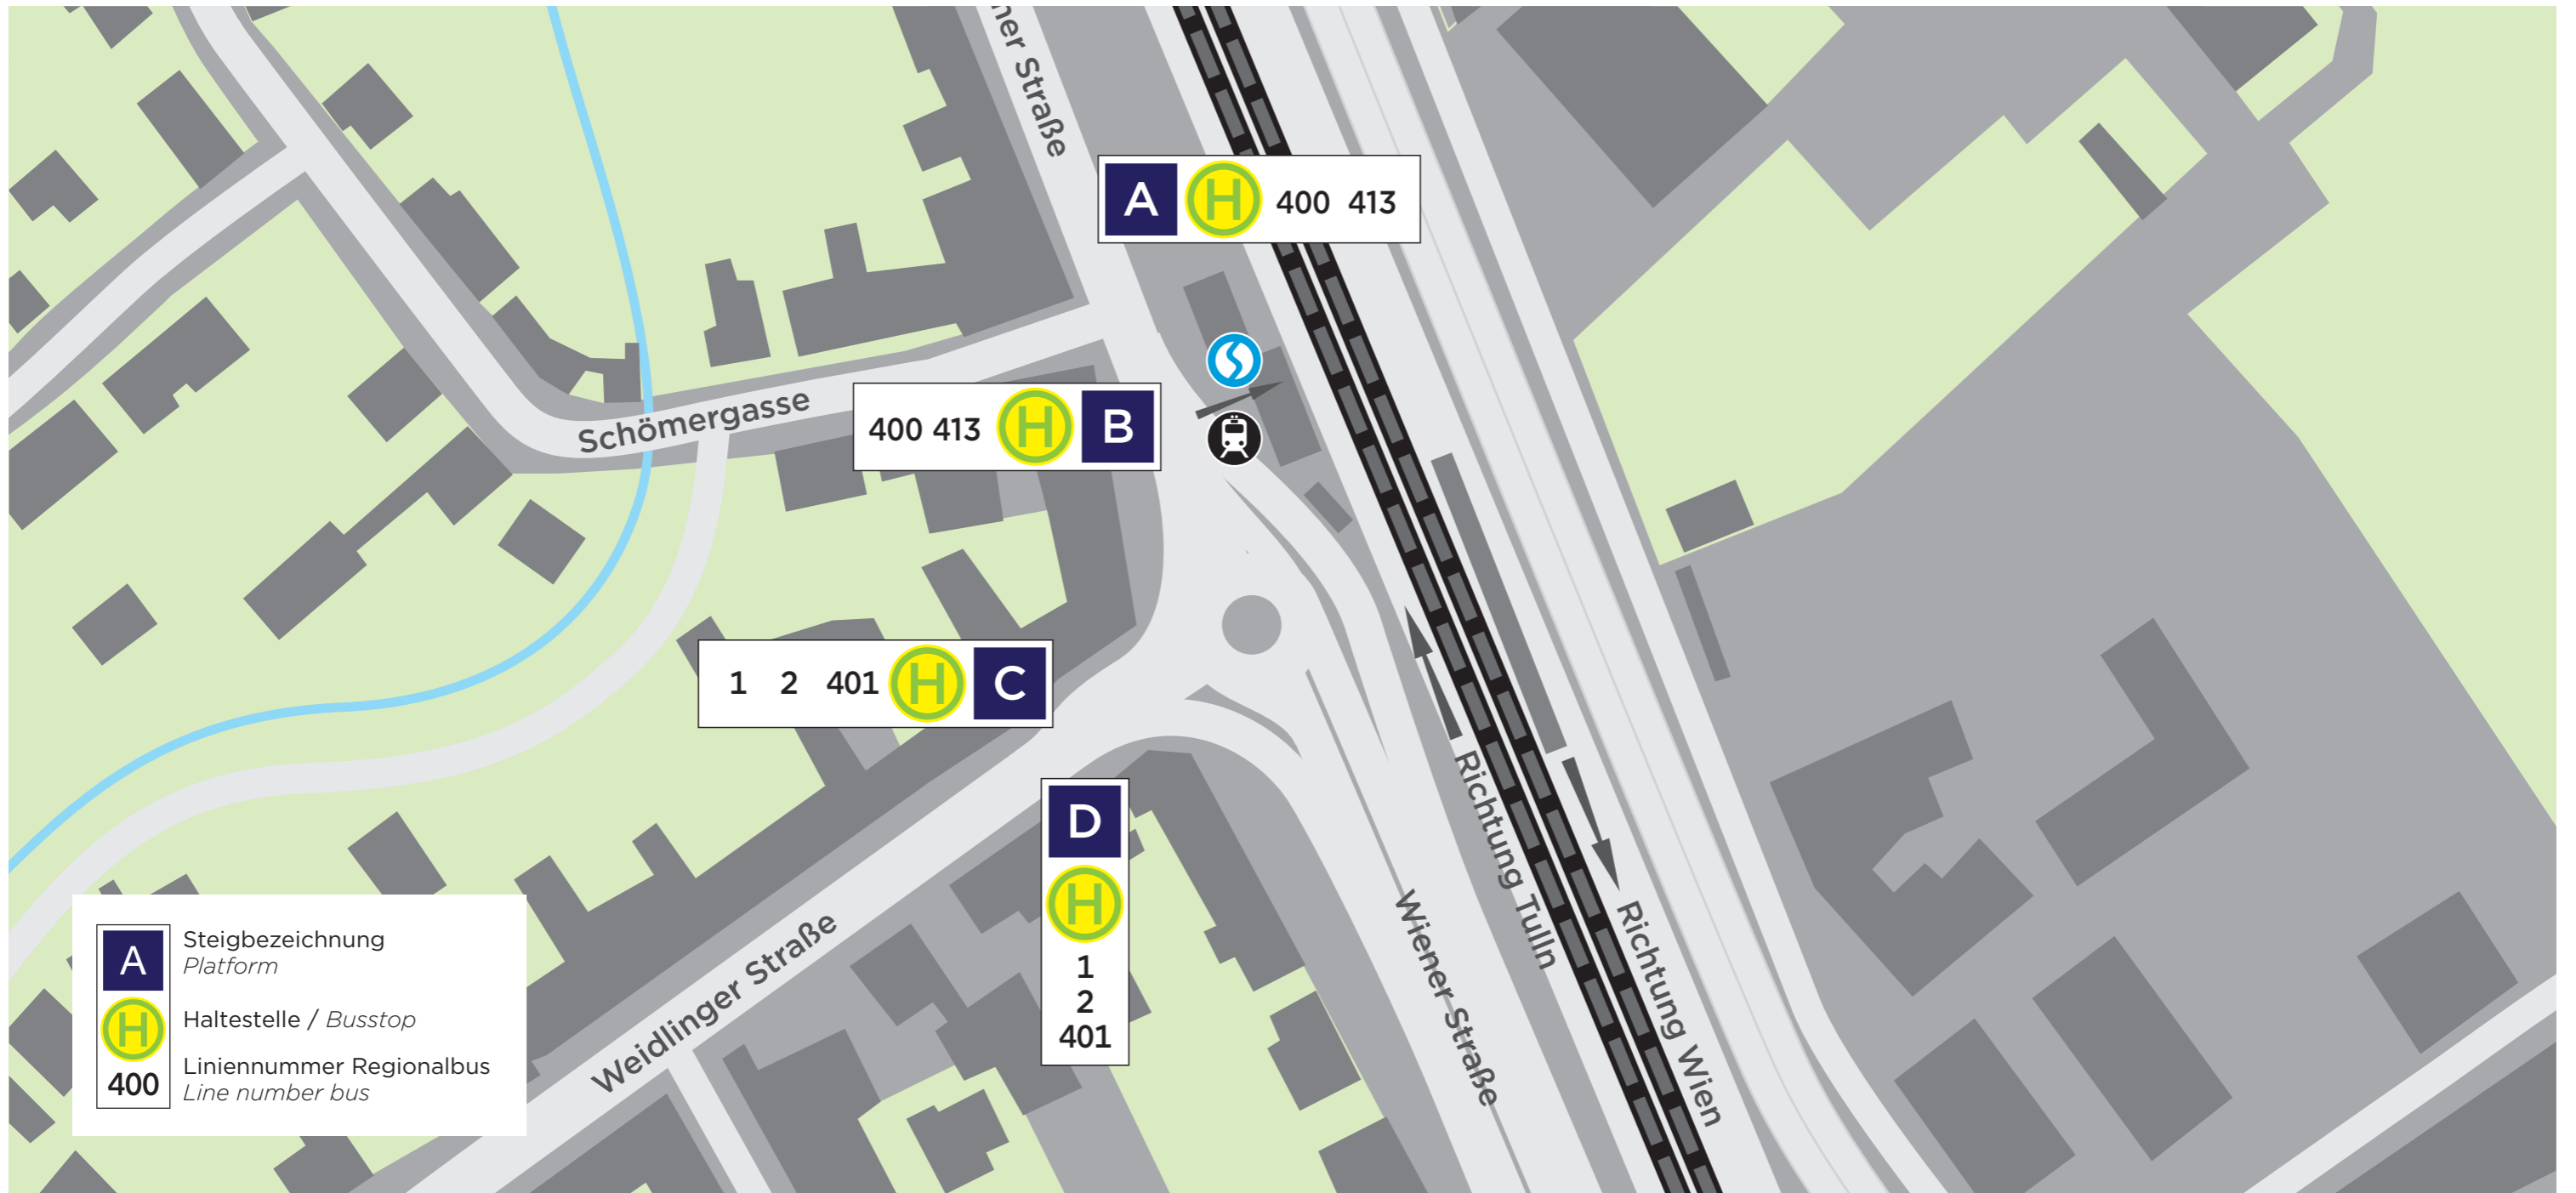 ner Straße
A H 400 413
Schömergasse
400 413 H B
1 2 401 H C
D
H
1
2
401
Richtung Tulln
Richtung Wien
Wiener Straße
Weidlinger Straße
A
Steigbezeichnung
Platform
H
Haltestelle / Busstop
400
Liniennummer Regionalbus
Line number bus